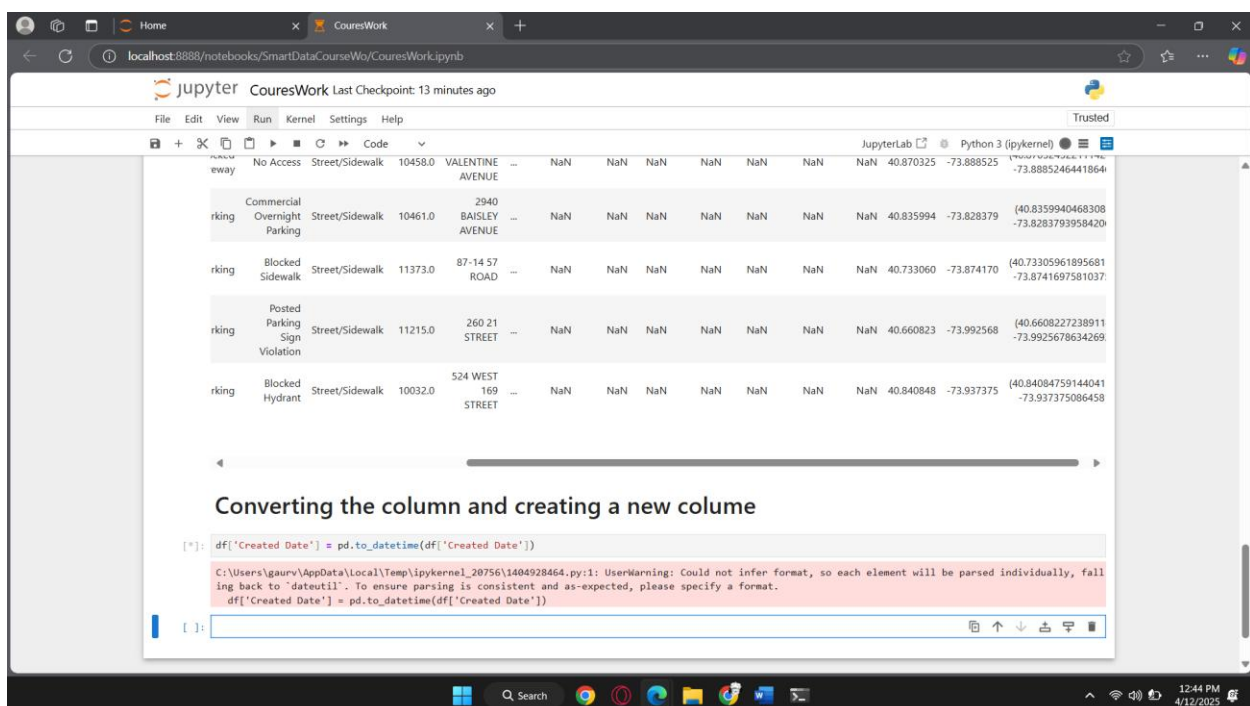 Home
CouresWork
localhost:8888/notebooks/SmartDataCourseWo/CouresWork.ipynb
jupyter CouresWork Last Checkpoint: 13 minutes ago
File Edit View Run Kernel Settings Help
Trusted
Code
JupyterLab Python 3 (ipykernel)
eway No Access Street/Sidewalk 10458.0 VALENTINE AVENUE ... NaN NaN NaN NaN NaN NaN NaN 40.870325 -73.888525
-73.8885246441864
rking Commercial Overnight Parking Street/Sidewalk 10461.0 2940 BAISLEY AVENUE ... NaN NaN NaN NaN NaN NaN 40.835994 -73.828379 (40.8359940468308
-73.8283793958420
rking Blocked Sidewalk Street/Sidewalk 11373.0 87-14 57 ROAD ... NaN NaN NaN NaN NaN NaN 40.733060 -73.874170 (40.73305961895681
-73.8741697581037
rking Posted Parking Sign Violation Street/Sidewalk 11215.0 260 21 STREET ... NaN NaN NaN NaN NaN NaN 40.660823 -73.992568 (40.6608227238911
-73.9925678634269
rking Blocked Hydrant Street/Sidewalk 10032.0 524 WEST 169 STREET ... NaN NaN NaN NaN NaN NaN 40.840848 -73.937375 (40.84084759144041
-73.937375086458
Converting the column and creating a new colume
[*]: df['Created Date'] = pd.to_datetime(df['Created Date'])
C:\Users\gaurv\AppData\Local\Temp\ipykernel_20756\1404928464.py:1: UserWarning: Could not infer format, so each element will be parsed individually, fall
ing back to `dateutil`. To ensure parsing is consistent and as-expected, please specify a format.
df['Created Date'] = pd.to_datetime(df['Created Date'])
[ ]:
Search
12:44 PM
4/12/2025